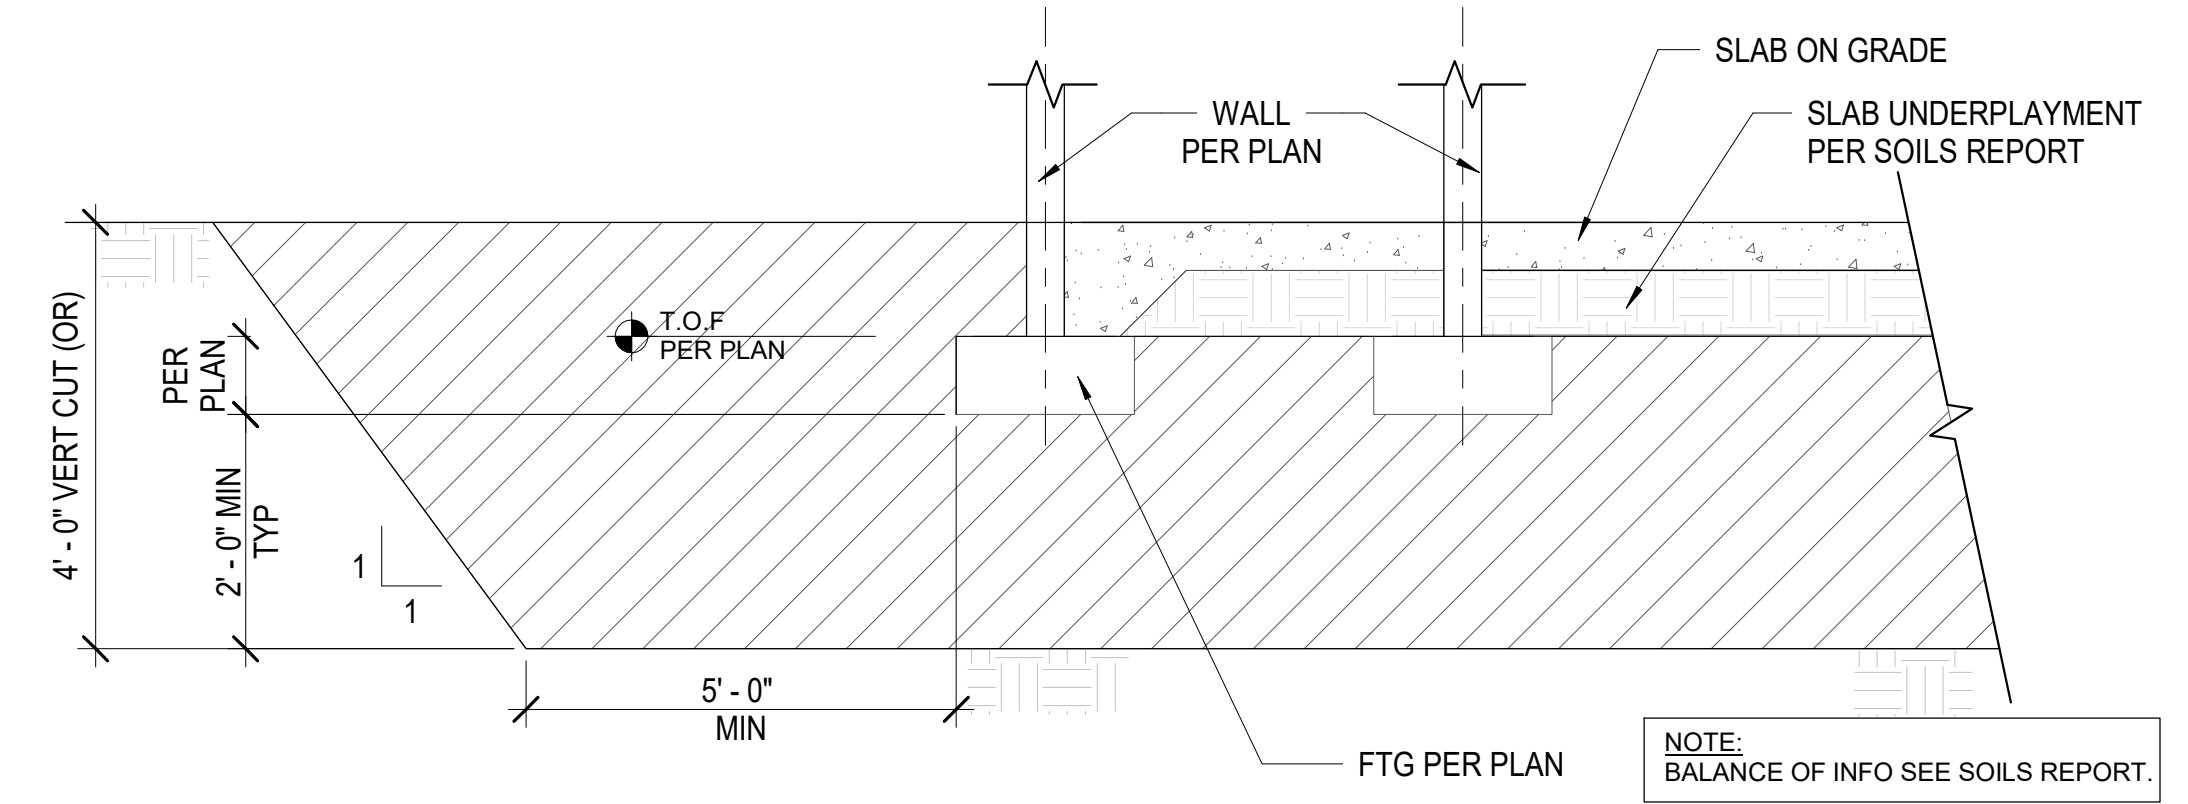 SLAB ON GRADE
WALL
PER PLAN
SLAB UNDERPLAYMENT
PER SOILS REPORT
T.O.F
PER PLAN
4' - 0" VERT CUT (OR)
PER
PLAN
2' - 0" MIN
TYP
1
1
5' - 0"
MIN
FTG PER PLAN
NOTE:
BALANCE OF INFO SEE SOILS REPORT.